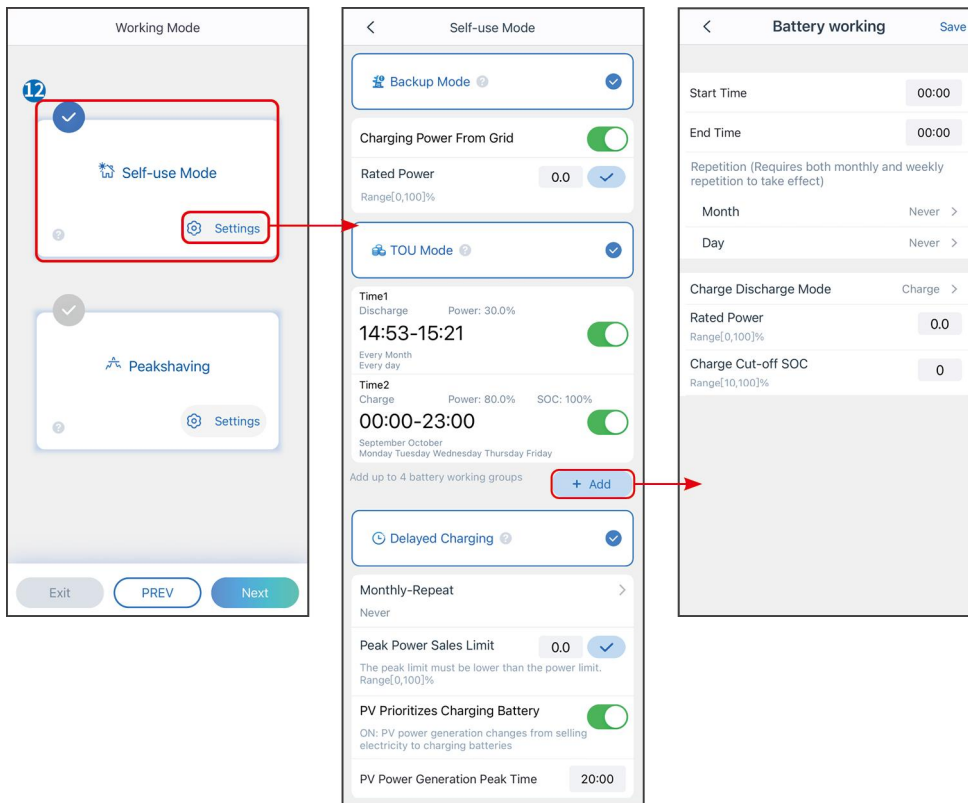 Working Mode
12
Self-use Mode
Settings
Peakshaving
Settings
Exit
PREV
Next
Self-use Mode
Backup Mode
Charging Power From Grid
Rated Power
0.0
Range[0,100]%
TOU Mode
Time1
Discharge Power: 30.0%
14:53-15:21
Every Month
Every day
Time2
Charge Power: 80.0% SOC: 100%
00:00-23:00
September October
Monday Tuesday Wednesday Thursday Friday
Add up to 4 battery working groups
+ Add
Delayed Charging
Monthly-Repeat
Never
Peak Power Sales Limit
0.0
The peak limit must be lower than the power limit.
Range[0,100]%
PV Prioritizes Charging Battery
ON: PV power generation changes from selling
electricity to charging batteries
PV Power Generation Peak Time 20:00
Battery working Save
Start Time 00:00
End Time 00:00
Repetition (Requires both monthly and weekly
repetition to take effect)
Month Never
Day Never
Charge Discharge Mode Charge
Rated Power
0.0
Range[0,100]%
Charge Cut-off SOC
0
Range[10,100]%